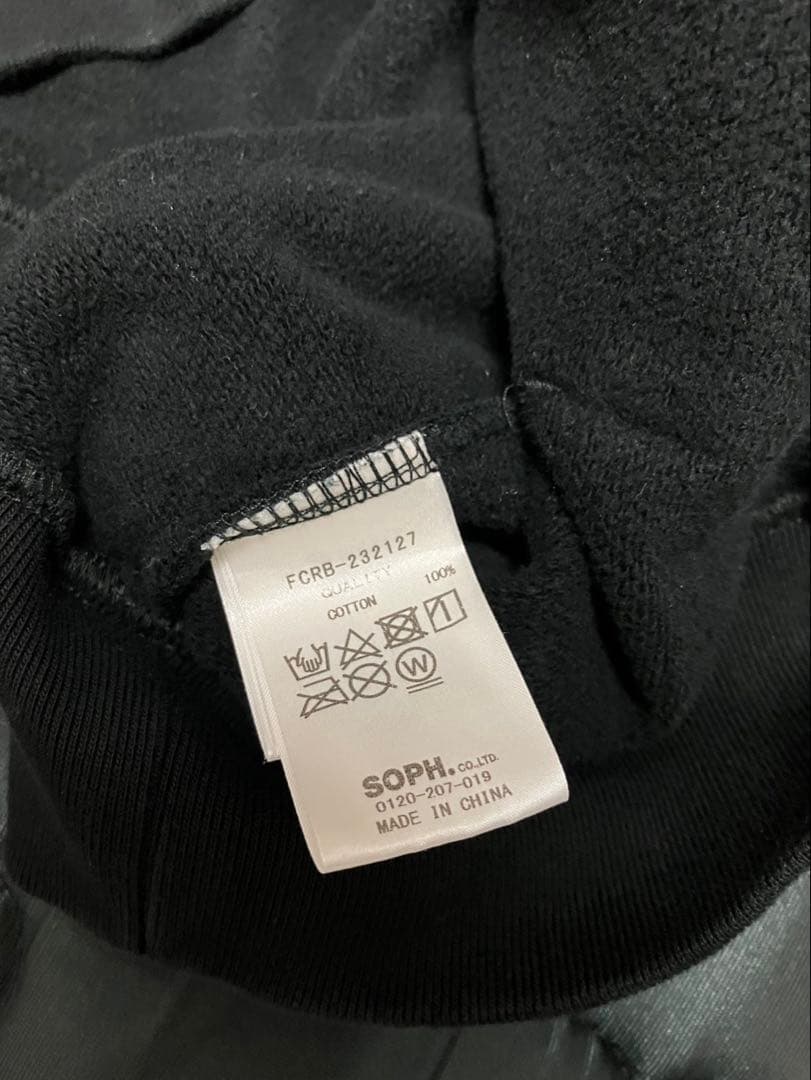 FCRB-232127
QUALITY
COTTON 100%
W
SOPH. CO.,LTD.
0120-207-019
MADE IN CHINA